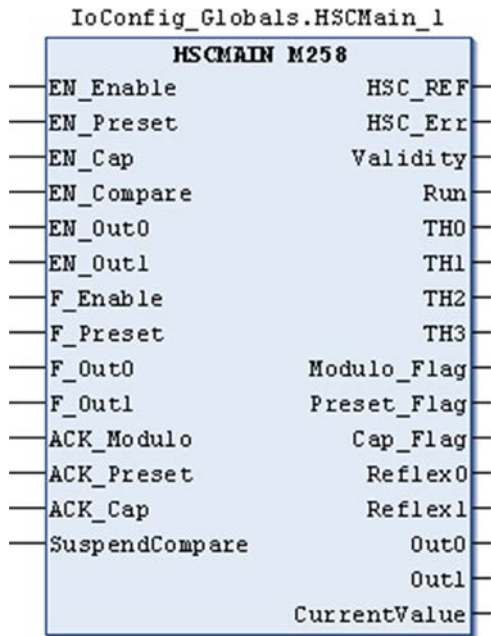 IoConfig_Globals.HSCMain_1
HSCMAIN M258
EN_Enable HSC_REF
EN_Preset HSC_Err
EN_Cap Validity
EN_Compare Run
EN_Out0 TH0
EN_Out1 TH1
F_Enable TH2
F_Preset TH3
F_Out0 Modulo_Flag
F_Out1 Preset_Flag
ACK_Modulo Cap_Flag
ACK_Preset Reflex0
ACK_Cap Reflex1
SuspendCompare Out0
Out1
CurrentValue